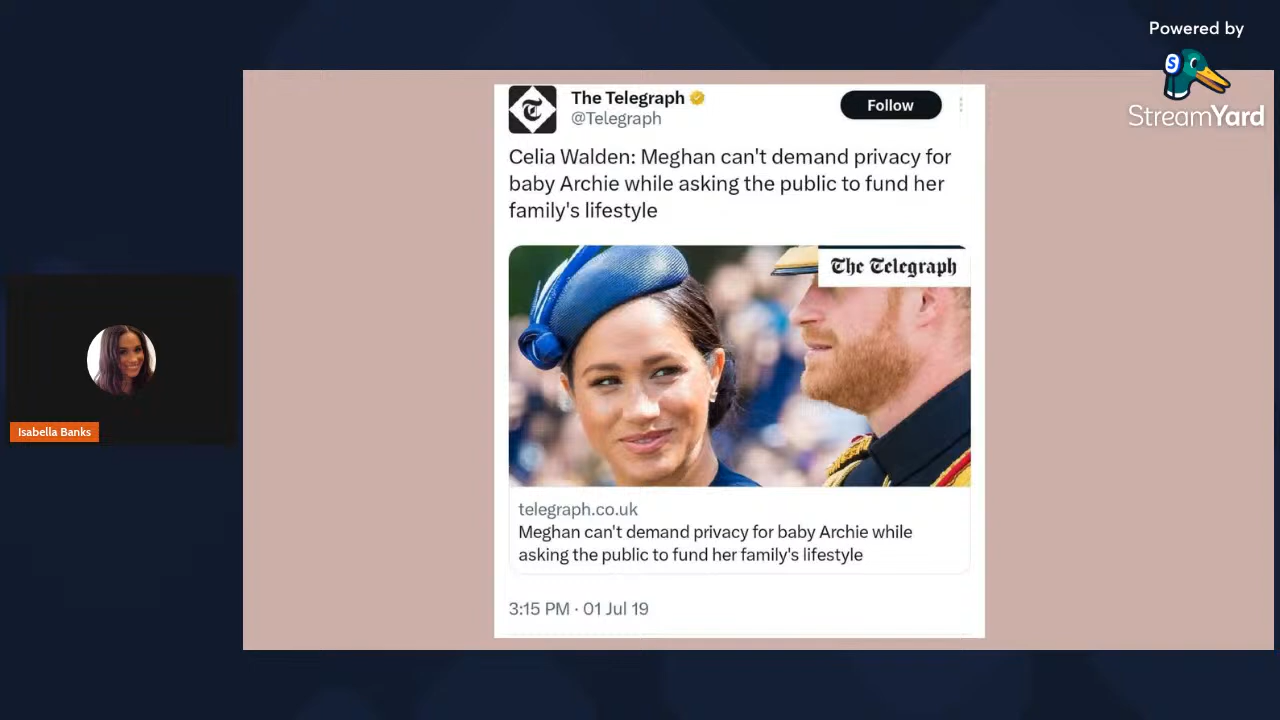 Powered by
StreamYard
The Telegraph
@Telegraph
Follow
Celia Walden: Meghan can't demand privacy for
baby Archie while asking the public to fund her
family's lifestyle
The Telegraph
telegraph.co.uk
Meghan can't demand privacy for baby Archie while
asking the public to fund her family's lifestyle
3:15 PM · 01 Jul 19
Isabella Banks